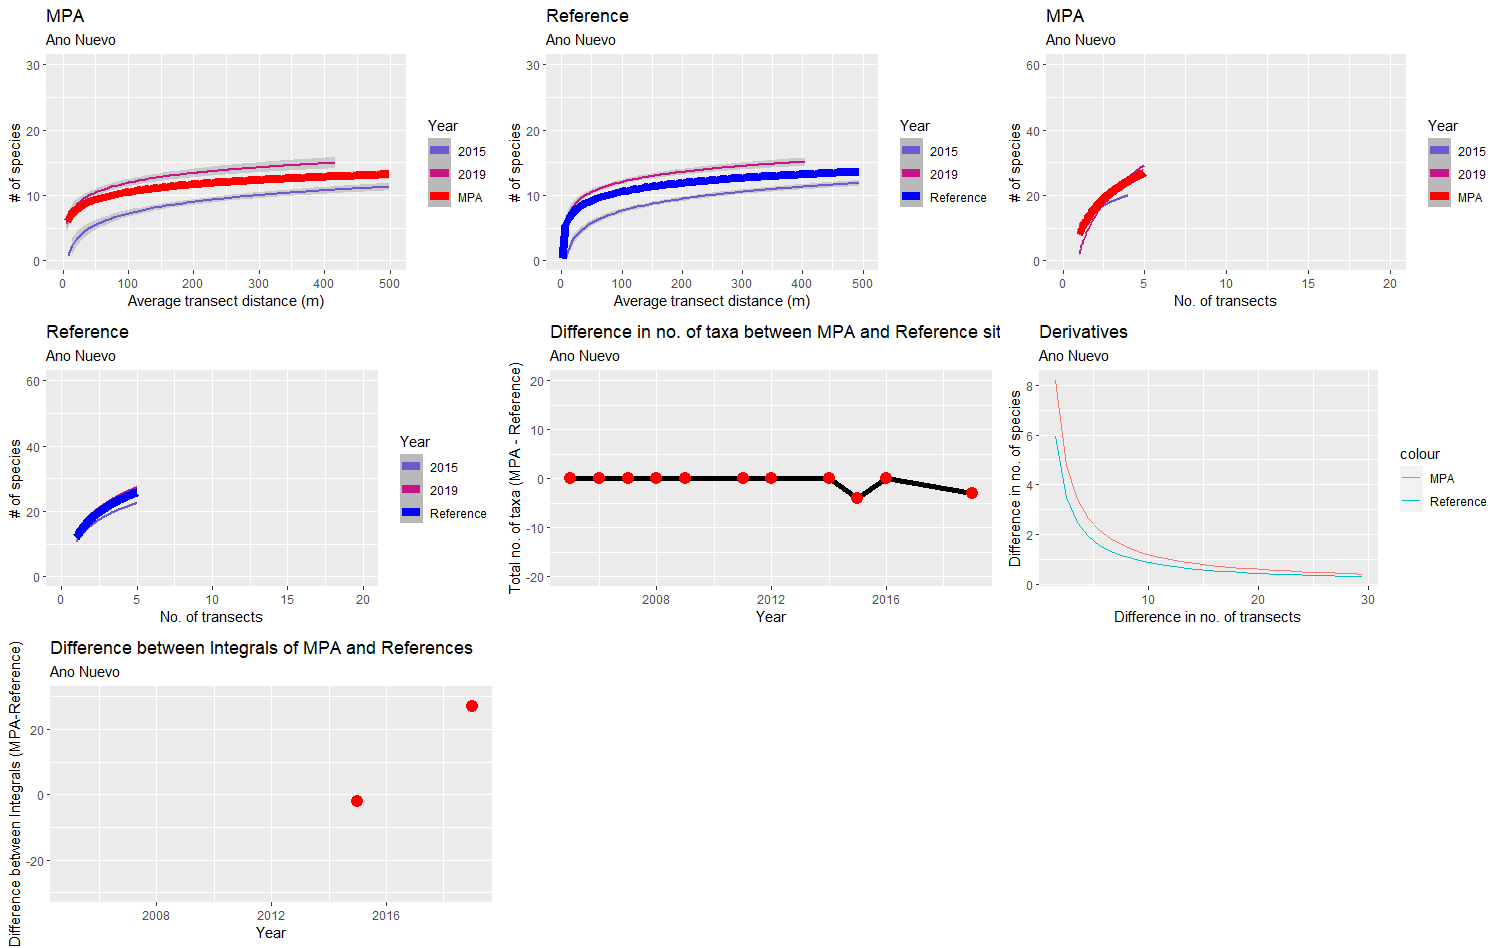 MPA
Ano Nuevo
# of species
30
20
10
0
0 100 200 300 400 500
Average transect distance (m)
Year
2015
2019
MPA
Reference
Ano Nuevo
# of species
30
20
10
0
0 100 200 300 400 500
Average transect distance (m)
Year
2015
2019
Reference
MPA
Ano Nuevo
# of species
60
40
20
0
0 5 10 15 20
No. of transects
Year
2015
2019
MPA
Reference
Ano Nuevo
# of species
60
40
20
0
0 5 10 15 20
No. of transects
Year
2015
2019
Reference
Difference in no. of taxa between MPA and Reference sit
Ano Nuevo
Total no. of taxa (MPA - Reference)
20
10
0
-10
-20
2008 2012 2016
Year
Derivatives
Ano Nuevo
Difference in no. of species
8
6
4
2
0
10 20 30
Difference in no. of transects
colour
MPA
Reference
Difference between Integrals of MPA and References
Ano Nuevo
Difference between Integrals (MPA-Reference)
20
0
-20
2008 2012 2016
Year